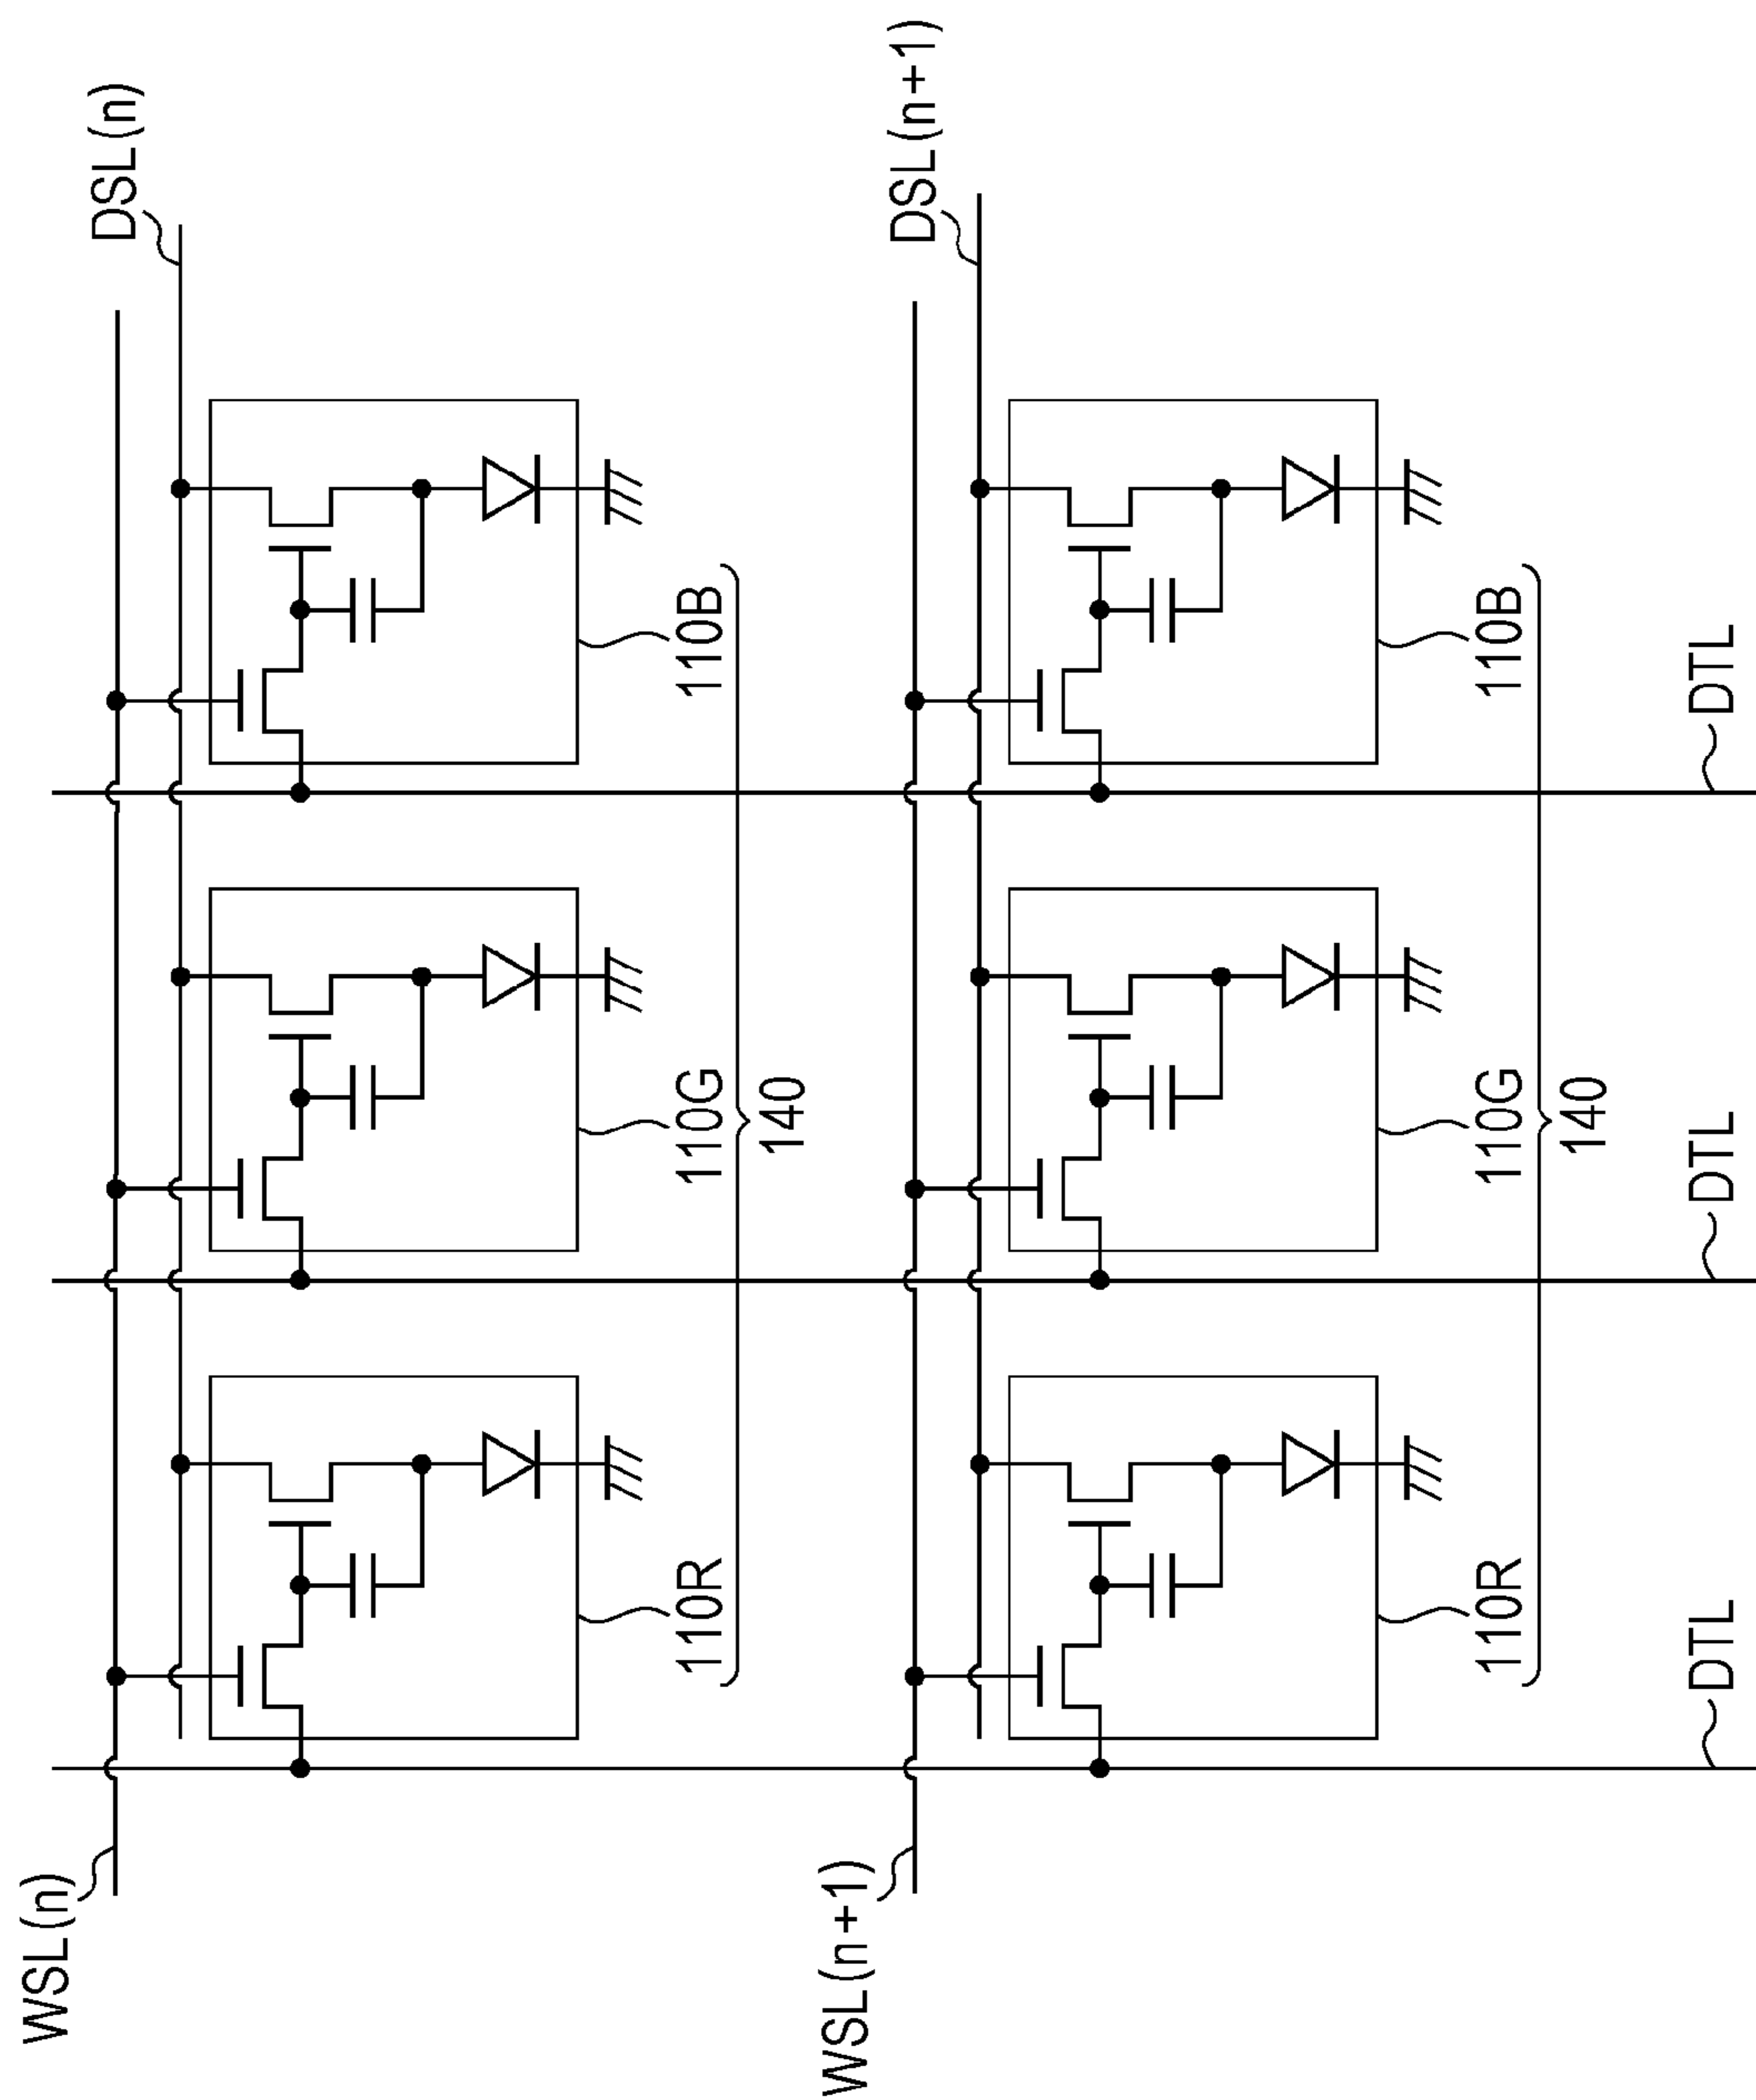 WSL(n)
DSL(n)
110R
110G
110B
140
WSL(n+1)
DSL(n+1)
110R
110G
110B
140
DTL
DTL
DTL